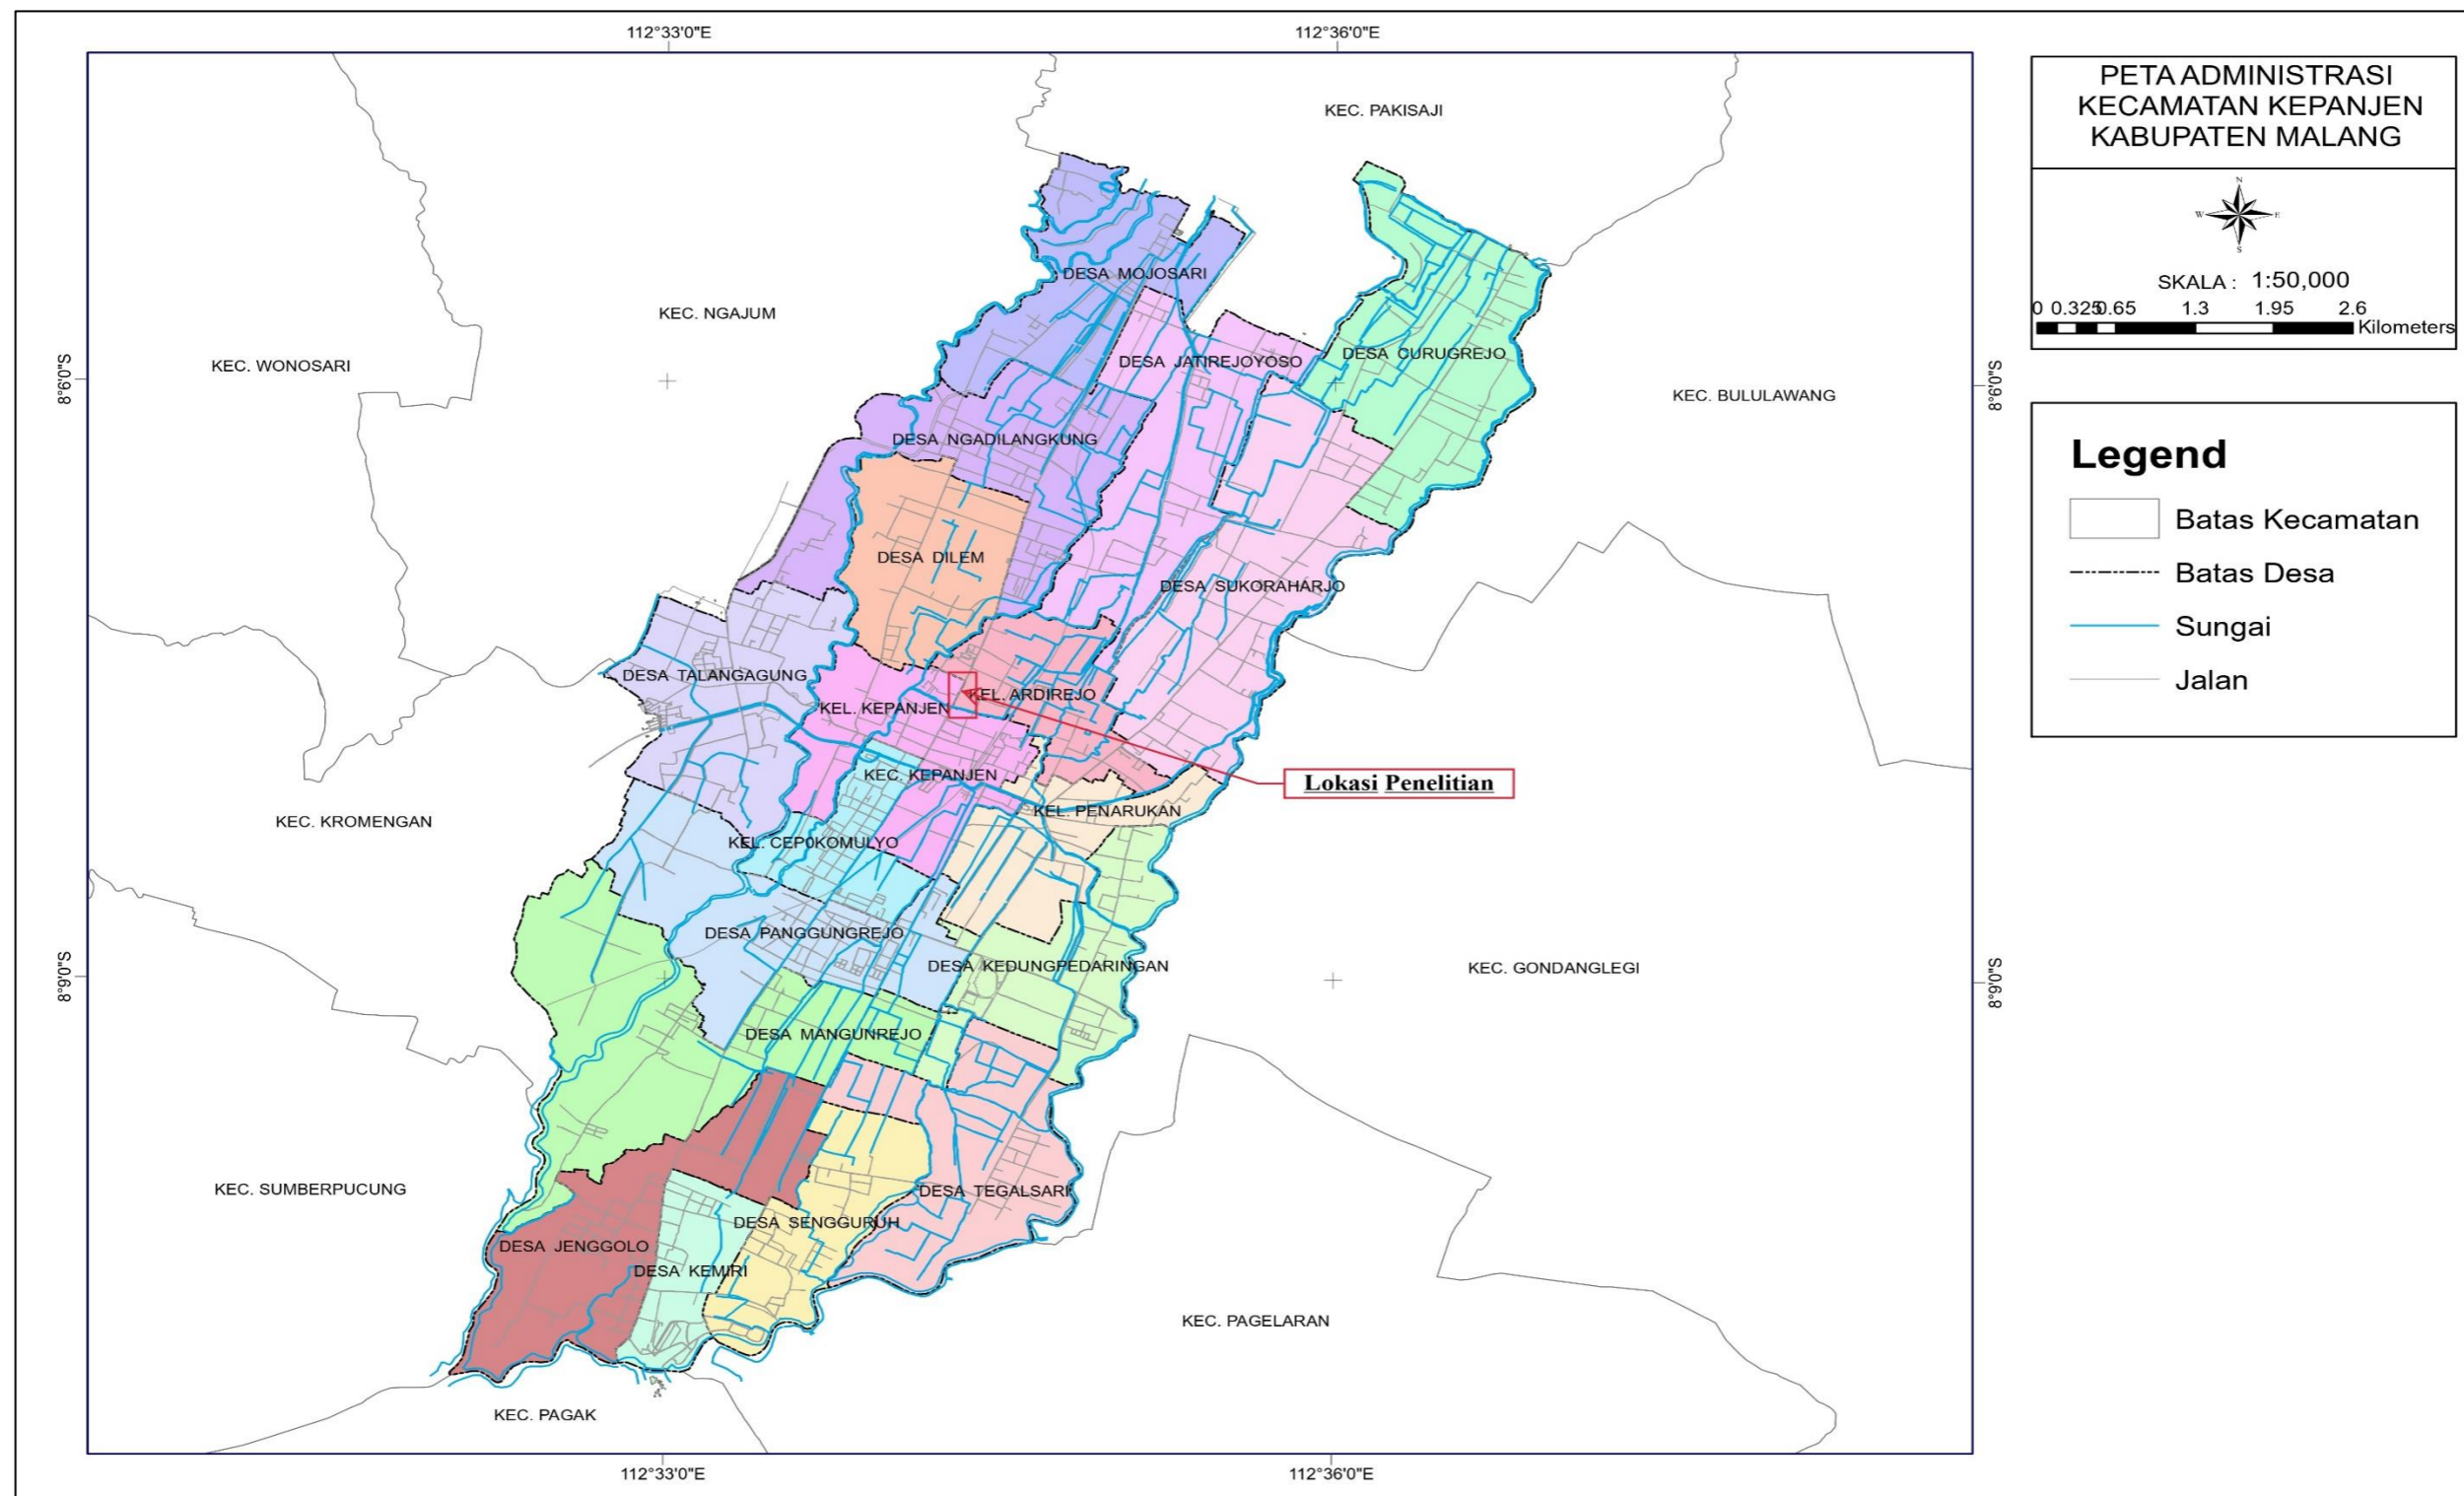 112°33'0"E
112°36'0"E
PETA ADMINISTRASI
KECAMATAN KEPANJEN
KABUPATEN MALANG
N
W
E
S
SKALA : 1:50,000
0 0.325 0.65 1.3 1.95 2.6
Kilometers
Legend
Batas Kecamatan
Batas Desa
Sungai
Jalan
KEC. PAKISAJI
DESA MOJOSARI
KEC. NGAJUM
DESA JATIREJOYOSO
DESA CURUGREJO
KEC. WONOSARI
8°6'0"S
8°6'0"S
KEC. BULULAWANG
DESA NGADILANGKUNG
DESA DILEM
DESA SUKORAHARJO
DESA TALANGAGUNG
KEL. ARDIREJO
KEL. KEPANJEN
KEC. KEPANJEN
Lokasi Penelitian
KEL. PENARUKAN
KEC. KROMENGAN
KEL. CEP0KOMULYO
DESA PANGGUNGREJO
DESA KEDUNGPEDARINGAN
KEC. GONDANGLEGI
8°9'0"S
8°9'0"S
DESA MANGUNREJO
KEC. SUMBERPUCUNG
DESA TEGALSARI
DESA SENGGURUH
DESA JENGGOLO
DESA KEMIRI
KEC. PAGELARAN
KEC. PAGAK
112°33'0"E
112°36'0"E